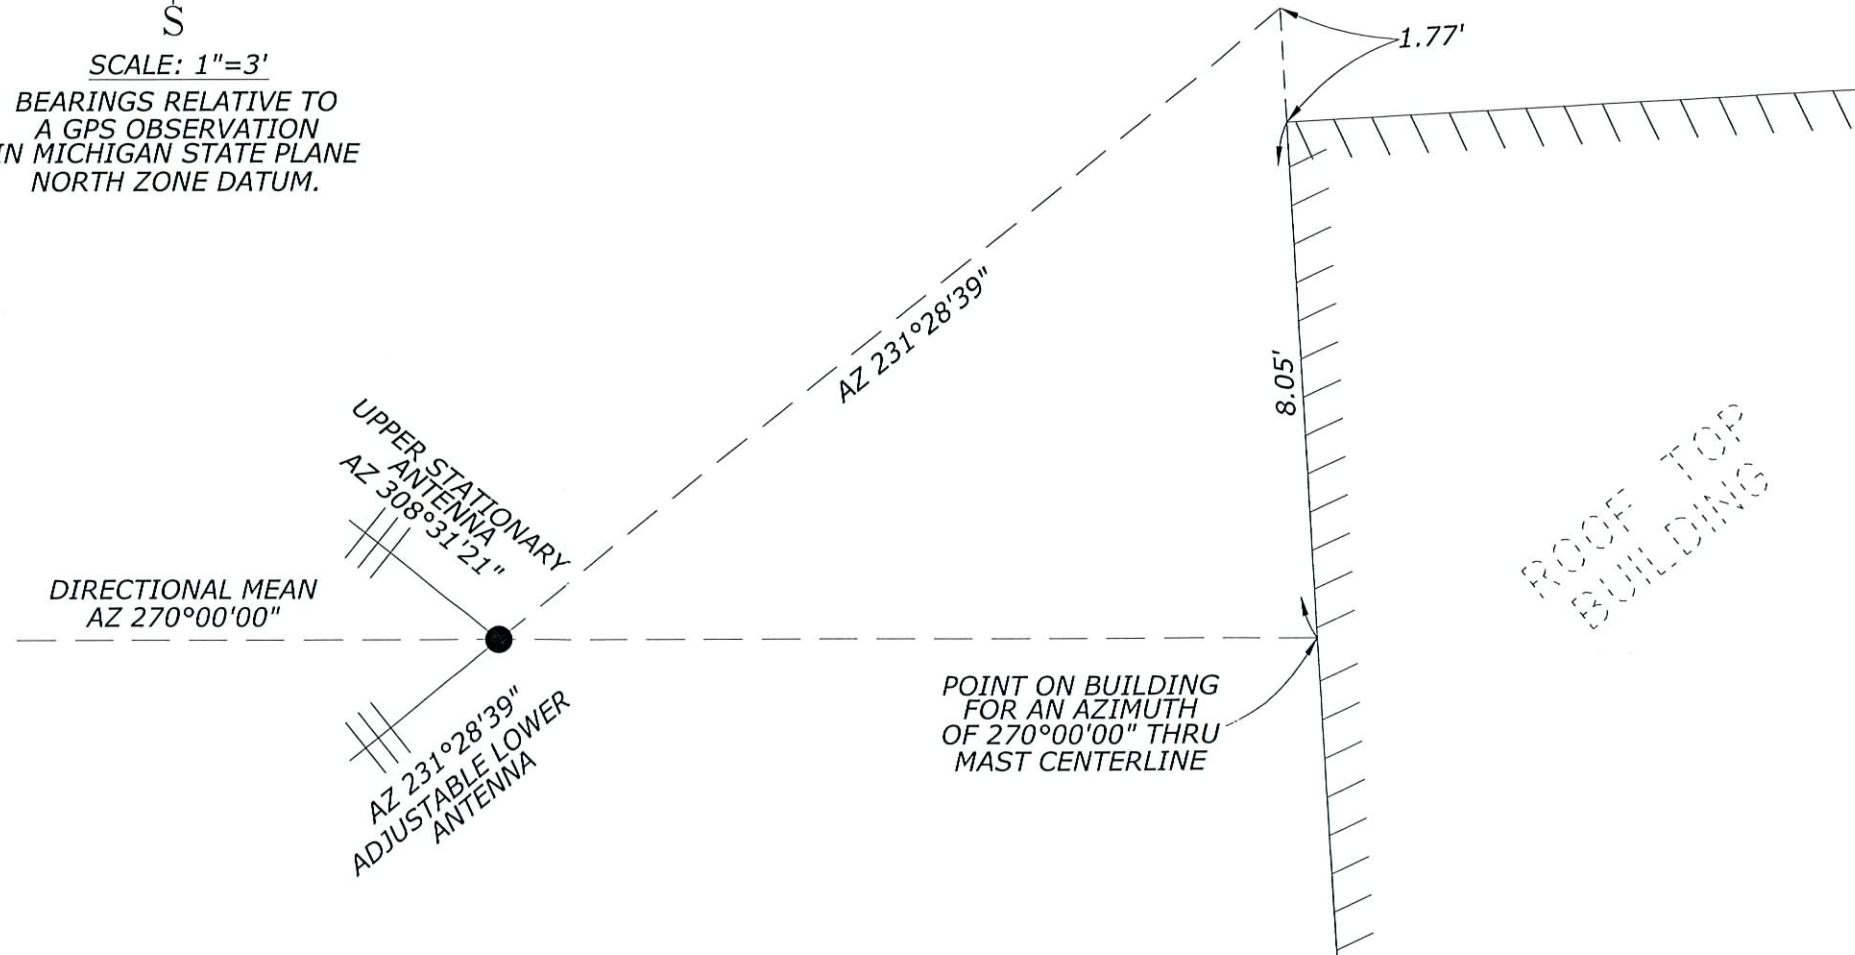 S
SCALE: 1"=3'
BEARINGS RELATIVE TO
A GPS OBSERVATION
IN MICHIGAN STATE PLANE
NORTH ZONE DATUM.
1.77'
AZ 231°28'39"
8.05'
UPPER STATIONARY
ANTENNA
AZ 308°31'21"
ROOF TOP
BUILDING
DIRECTIONAL MEAN
AZ 270°00'00"
POINT ON BUILDING
FOR AN AZIMUTH
OF 270°00'00" THRU
MAST CENTERLINE
AZ 231°28'39"
ADJUSTABLE LOWER
ANTENNA